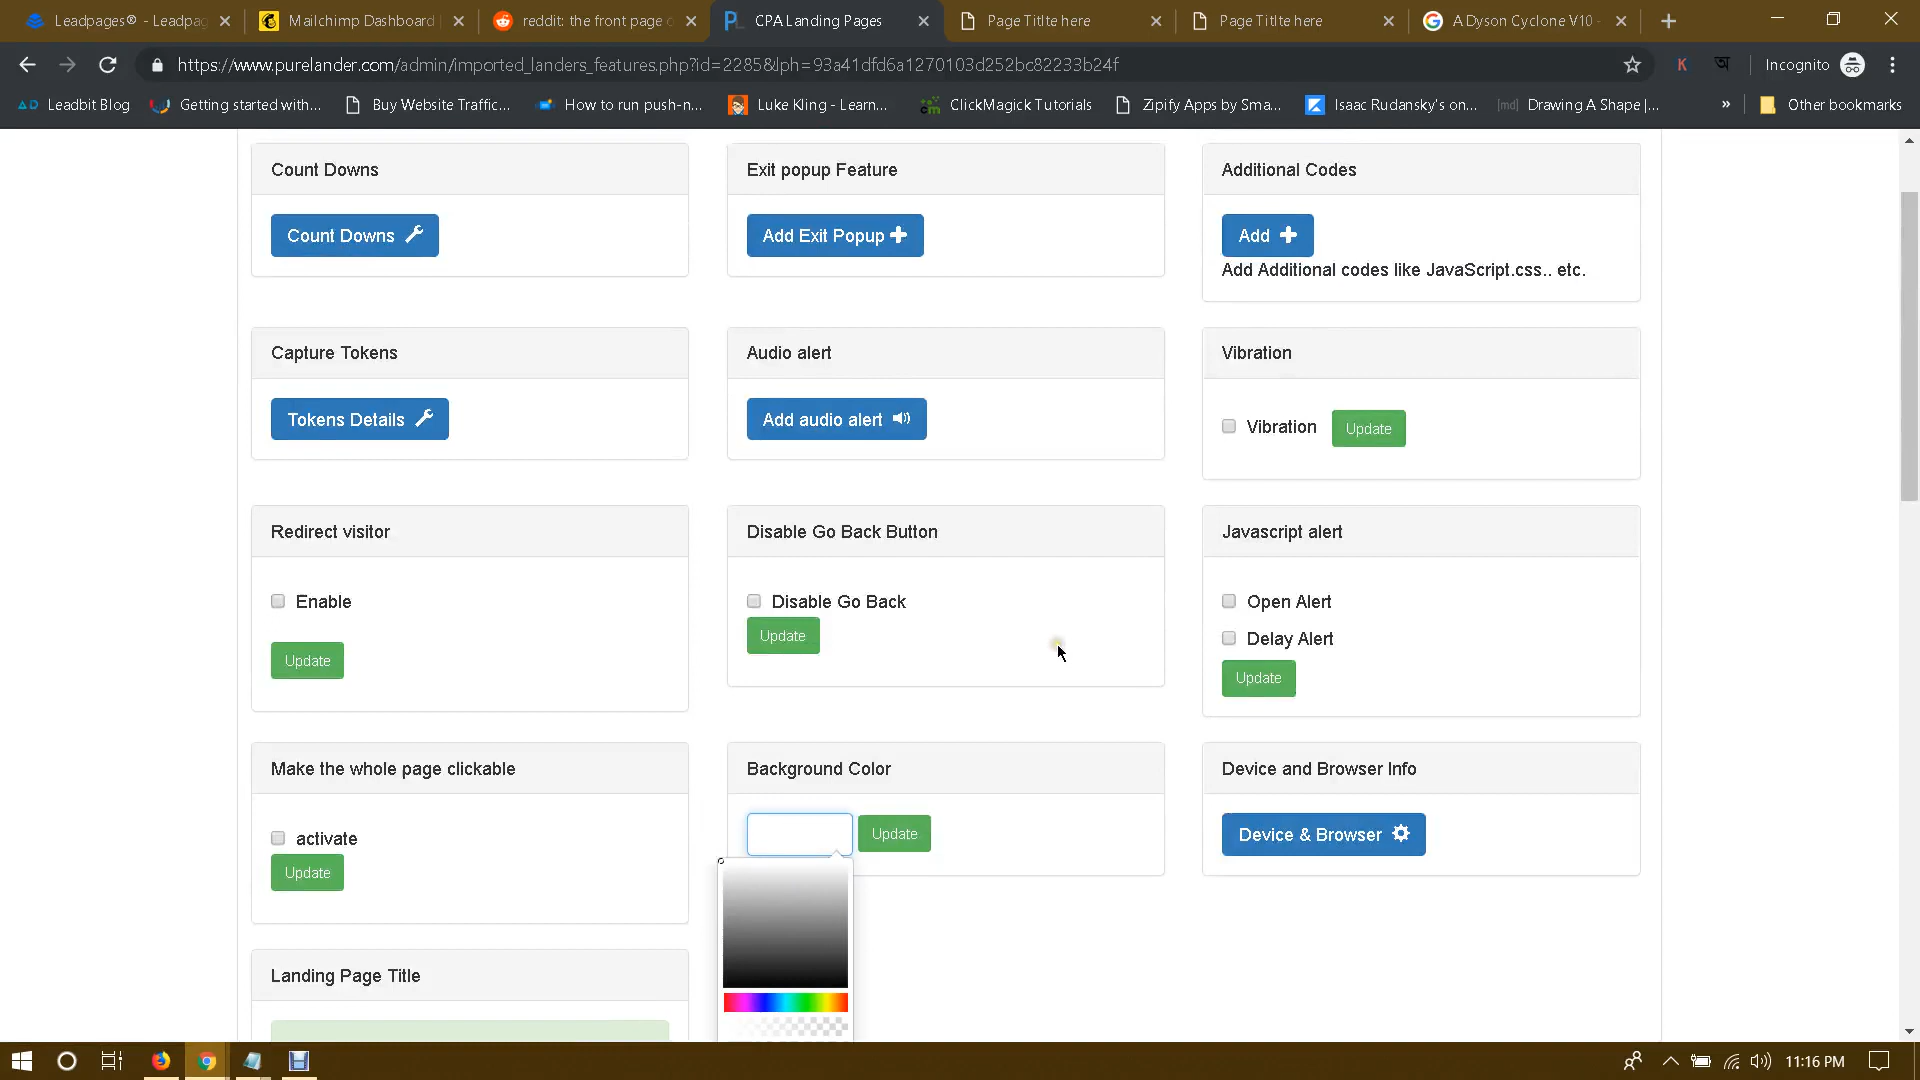 Leadpages® - Leadpag
Mailchimp Dashboard
reddit: the front page o
CPA Landing Pages
Page Titlte here
Page Titlte here
A Dyson Cyclone V10 -
https://www.purelander.com/admin/imported_landers_features.php?id=2285&lph=93a41dfd6a1270103d252bc82233b24f
K
অ
Incognito
Leadbit Blog
Getting started with...
Buy Website Traffic...
How to run push-n...
Luke Kling - Learn...
ClickMagick Tutorials
Zipify Apps by Sma...
Isaac Rudansky's on...
[md] Drawing A Shape |...
»
Other bookmarks
Count Downs
Exit popup Feature
Additional Codes
Count Downs
Add Exit Popup
Add
Add Additional codes like JavaScript.css.. etc.
Capture Tokens
Audio alert
Vibration
Tokens Details
Add audio alert
Vibration
Update
Redirect visitor
Disable Go Back Button
Javascript alert
Enable
Disable Go Back
Open Alert
Update
Delay Alert
Update
Update
Make the whole page clickable
Background Color
Device and Browser Info
activate
Update
Device & Browser
Update
Landing Page Title
11:16 PM